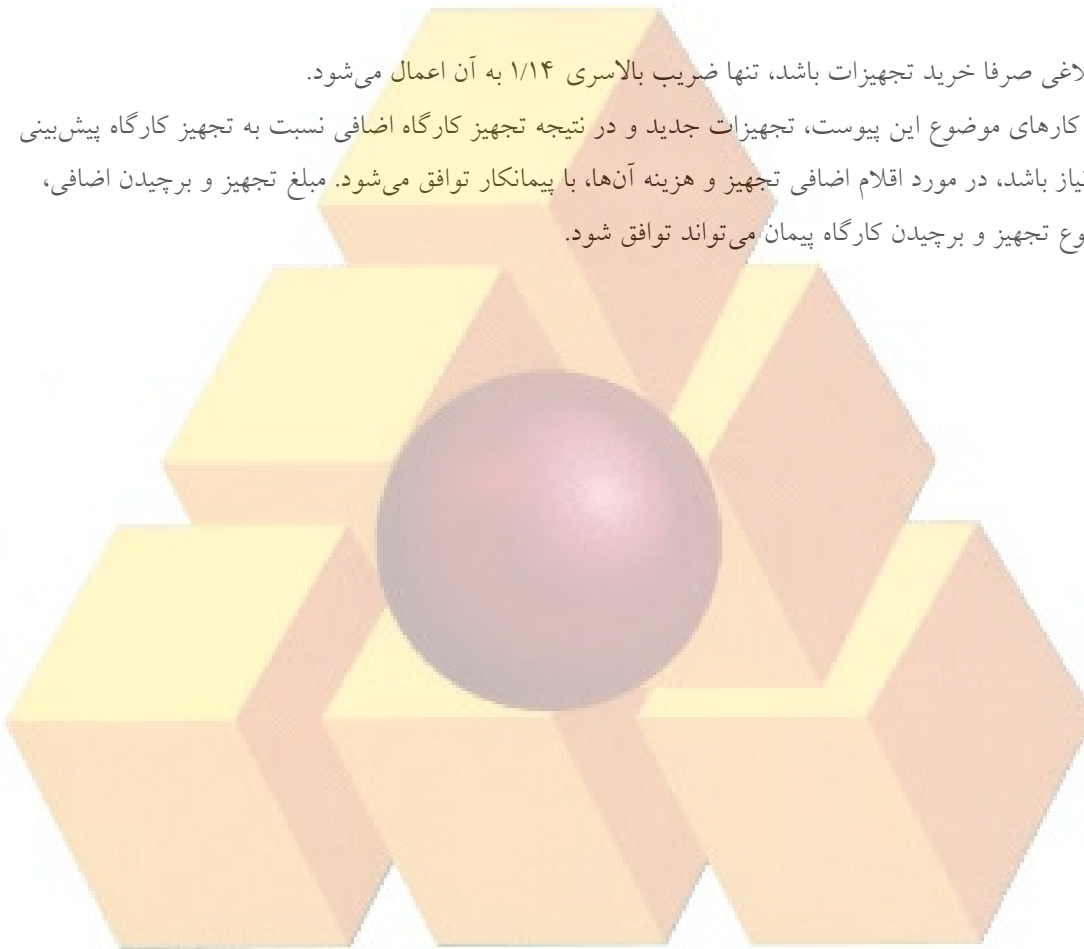 لاغی صرفا خرید تجهیزات باشد، تنها ضریب بالاسری ۱/۱۴ به آن اعمال می‌شود.
کارهای موضوع این پیوست، تجهیزات جدید و در نتیجه تجهیز کارگاه اضافی نسبت به تجهیز کارگاه پیش‌بینی
نیاز باشد، در مورد اقلام اضافی تجهیز و هزینه آن‌ها، با پیمانکار توافق می‌شود. مبلغ تجهیز و برچیدن اضافی،
وع تجهیز و برچیدن کارگاه پیمان می‌تواند توافق شود.